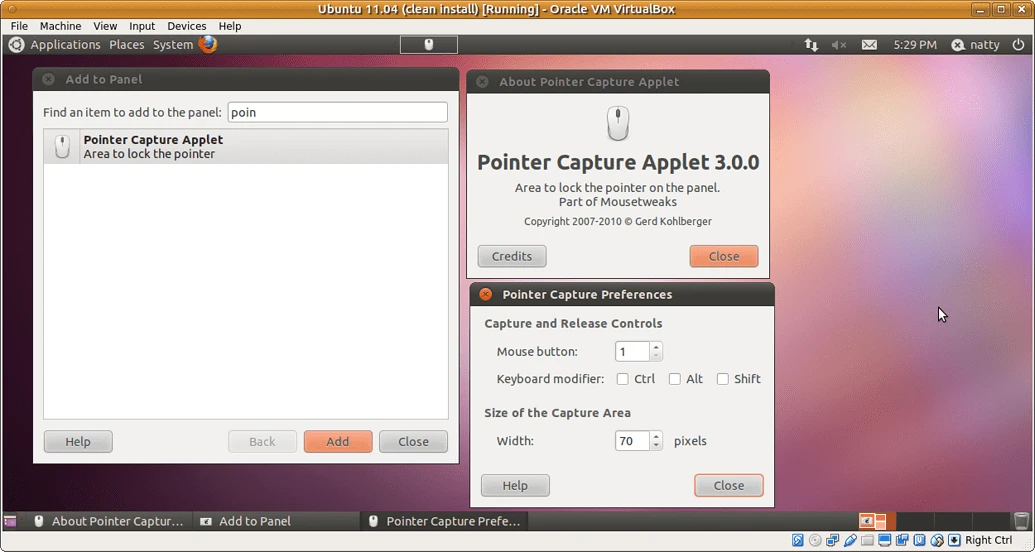 Ubuntu 11.04 (clean install) [Running] - Oracle VM VirtualBox
File Machine View Input Devices Help
Applications Places System 5:29 PM natty
Add to Panel
Find an item to add to the panel: poin
Pointer Capture Applet
Area to lock the pointer
Help Back Add Close
About Pointer Capture Applet
Pointer Capture Applet 3.0.0
Area to lock the pointer on the panel.
Part of Mousetweaks
Copyright 2007-2010 © Gerd Kohlberger
Credits Close
Pointer Capture Preferences
Capture and Release Controls
Mouse button: 1
Keyboard modifier: Ctrl Alt Shift
Size of the Capture Area
Width: 70 pixels
Help Close
About Pointer Captur... Add to Panel Pointer Capture Prefe...
Right Ctrl